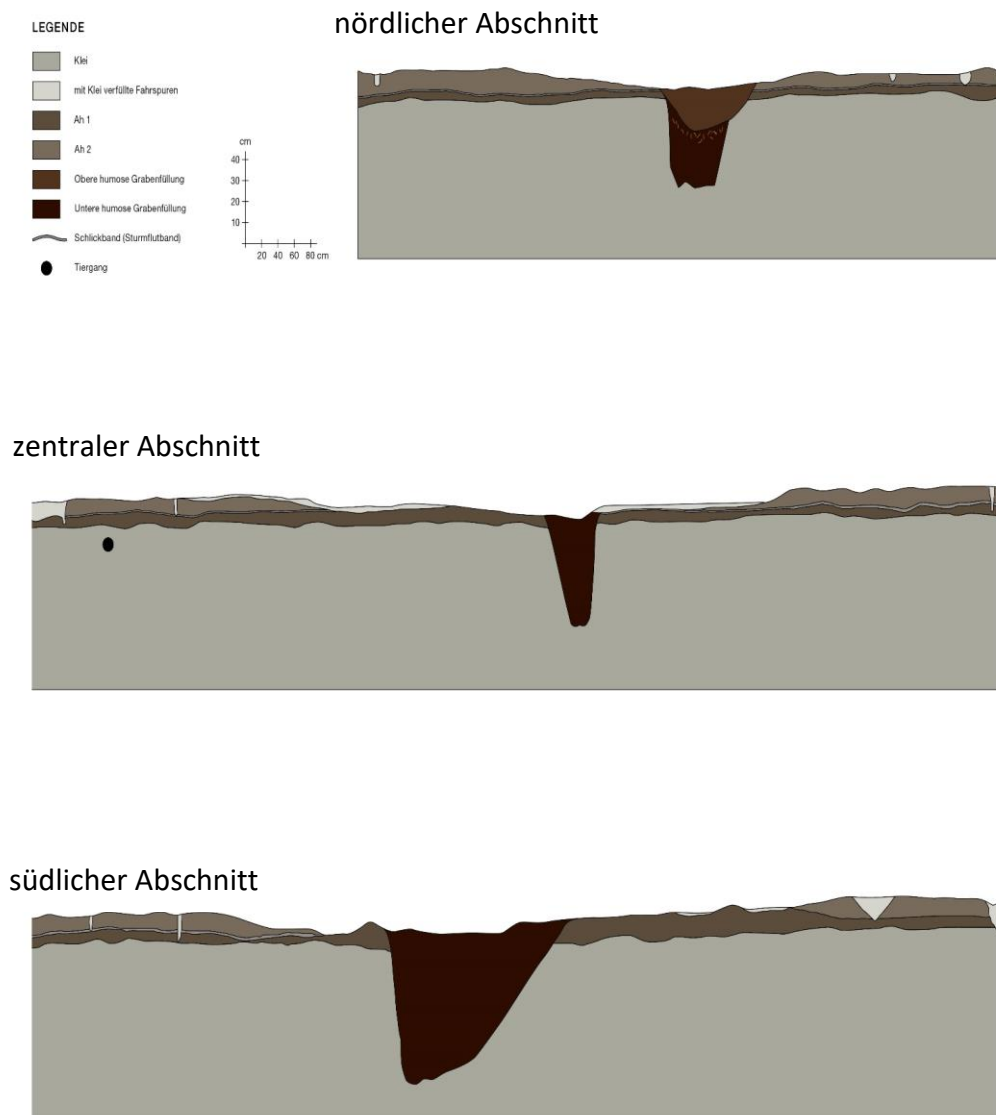 nördlicher Abschnitt
LEGENDE
Klei
mit Klei verfüllte Fahrspuren
Ah 1
Ah 2
Obere humose Grabenfüllung
Untere humose Grabenfüllung
Schlickband (Sturmflutband)
Tiergang
cm
40
30
20
10
20 40 60 80 cm
zentraler Abschnitt
südlicher Abschnitt